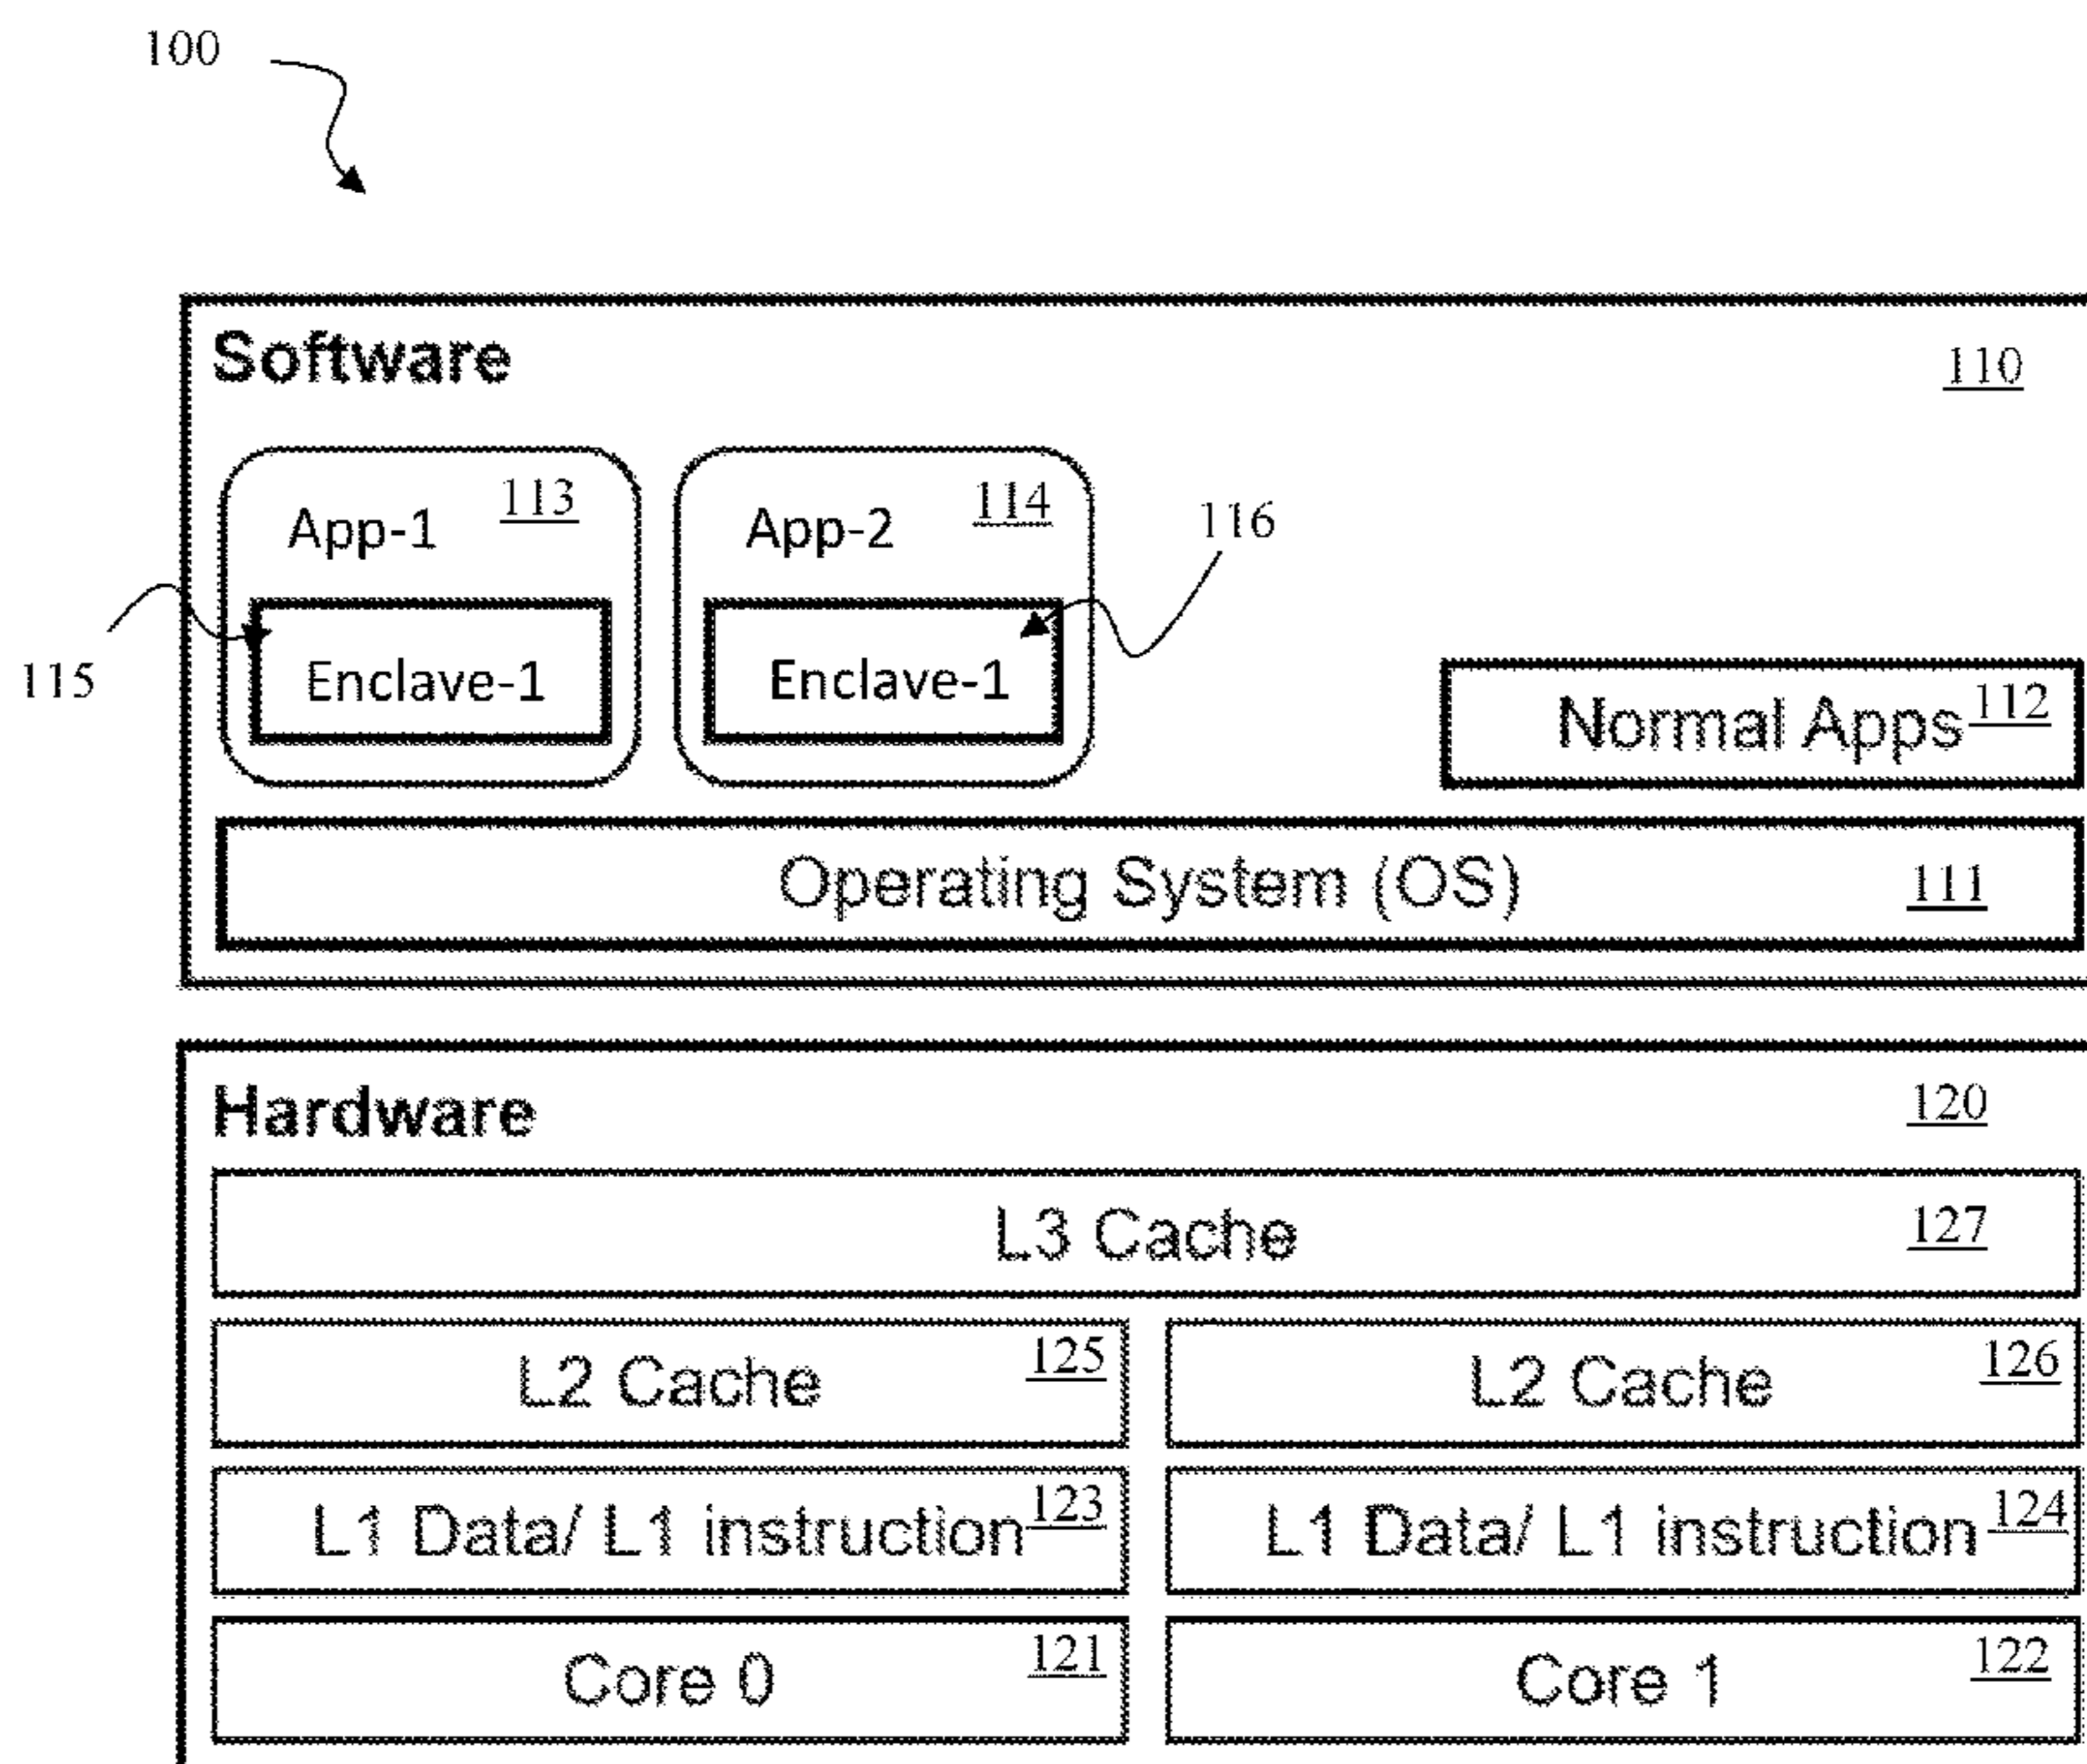 100
Software 110
App-1 113 App-2 114 116
115 Enclave-1 Enclave-1
Normal Apps 112
Operating System (OS) 111
Hardware 120
L3 Cache 127
L2 Cache 125 L2 Cache 126
L1 Data/ L1 instruction 123 L1 Data/ L1 instruction 124
Core 0 121 Core 1 122